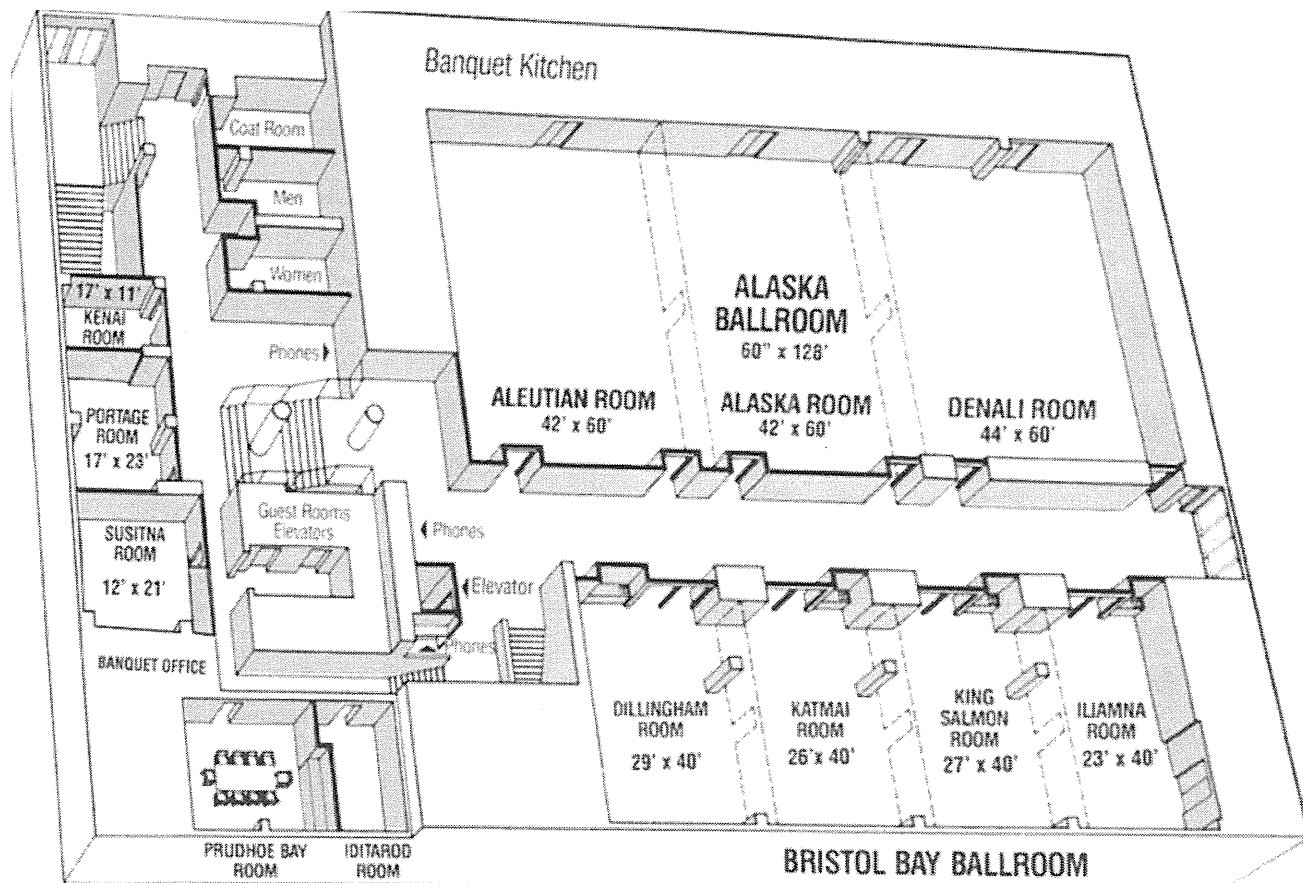 Banquet Kitchen
Coat Room
Men
Women
17' x 11'
KENAI
ROOM
Phones
PORTAGE
ROOM
17' x 23'
ALASKA
BALLROOM
60" x 128'
ALEUTIAN ROOM
42' x 60'
ALASKA ROOM
42' x 60'
DENALI ROOM
44' x 60'
Guest Rooms
Elevators
Phones
SUSITNA
ROOM
12' x 21'
Elevator
Phones
BANQUET OFFICE
DILLINGHAM
ROOM
29' x 40'
KATMAI
ROOM
26' x 40'
KING
SALMON
ROOM
27' x 40'
ILIAMNA
ROOM
23' x 40'
PRUDHOE BAY
ROOM
IDITAROD
ROOM
BRISTOL BAY BALLROOM